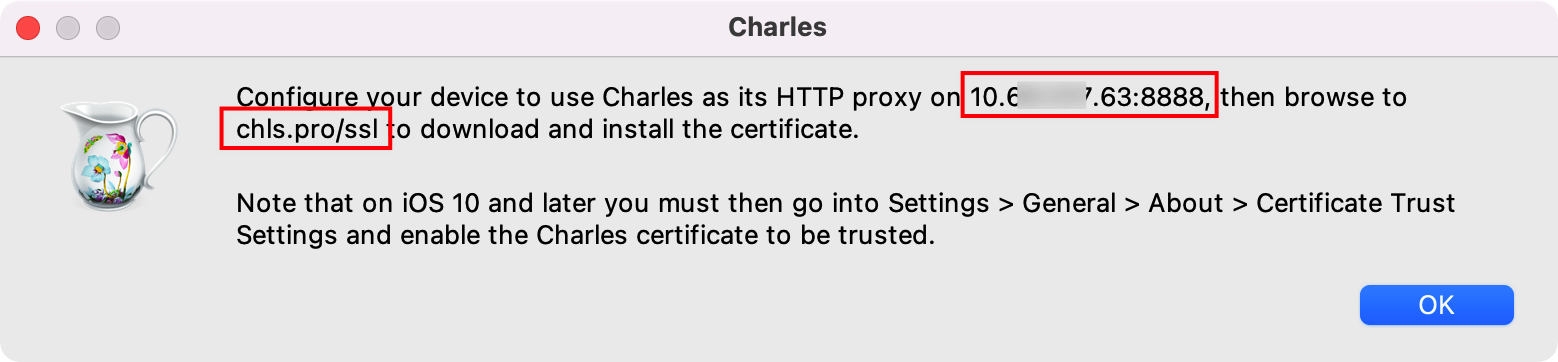 Charles
Configure your device to use Charles as its HTTP proxy on 10.6 7.63:8888, then browse to
chls.pro/ssl to download and install the certificate.
Note that on iOS 10 and later you must then go into Settings > General > About > Certificate Trust
Settings and enable the Charles certificate to be trusted.
OK